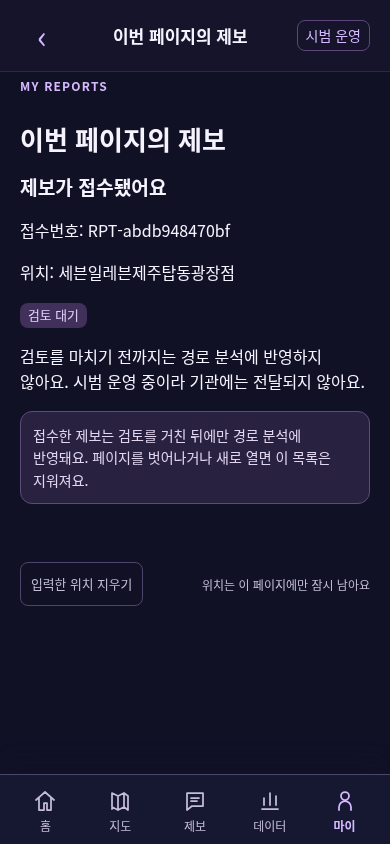 이번 페이지의 제보
시범 운영
MY REPORTS
이번 페이지의 제보
제보가 접수됐어요
접수번호: RPT-abdb948470bf
위치: 세븐일레븐제주탑동광장점
검토 대기
검토를 마치기 전까지는 경로 분석에 반영하지
않아요. 시범 운영 중이라 기관에는 전달되지 않아요.
접수한 제보는 검토를 거친 뒤에만 경로 분석에
반영돼요. 페이지를 벗어나거나 새로 열면 이 목록은
지워져요.
입력한 위치 지우기
위치는 이 페이지에만 잠시 남아요
홈
지도
제보
데이터
마이